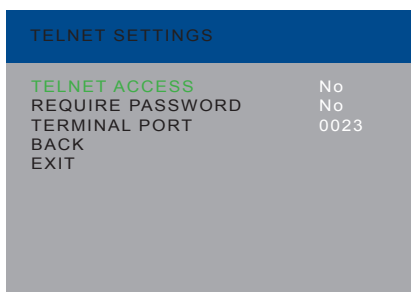 TELNET SETTINGS
TELNET ACCESS No
REQUIRE PASSWORD No
TERMINAL PORT 0023
BACK
EXIT